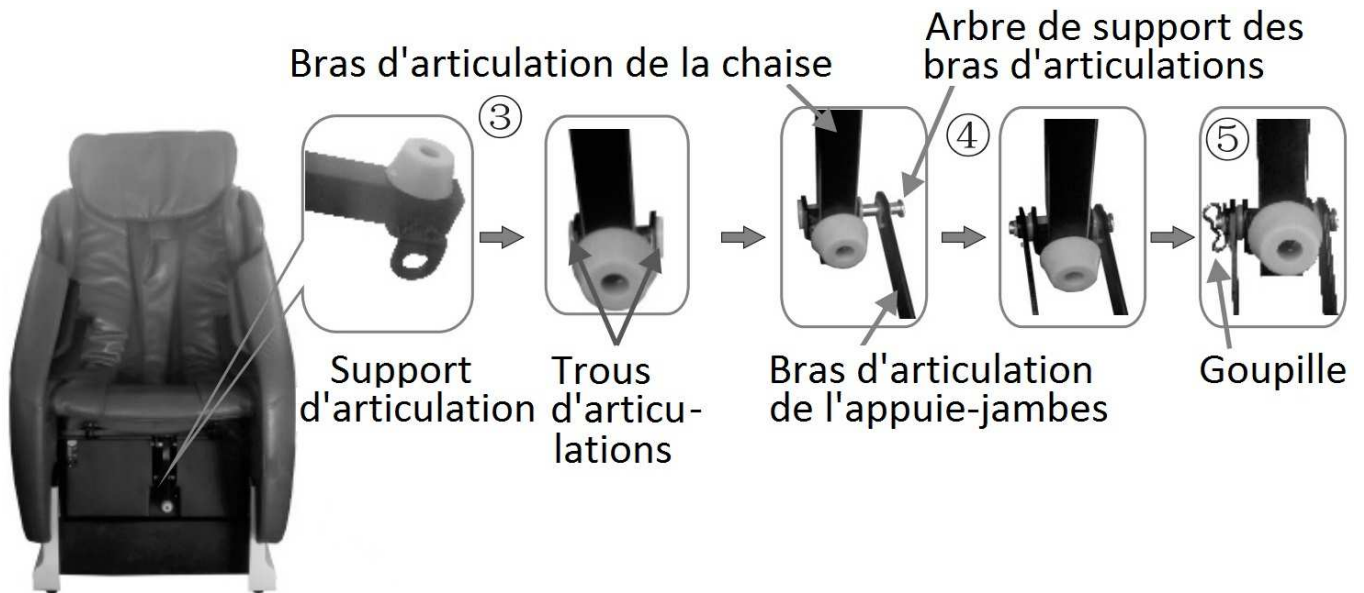 Arbre de support des
bras d'articulations
Bras d'articulation de la chaise
③
④
⑤
Support
d'articulation
Trous
d'articu-
lations
Bras d'articulation
de l'appuie-jambes
Goupille